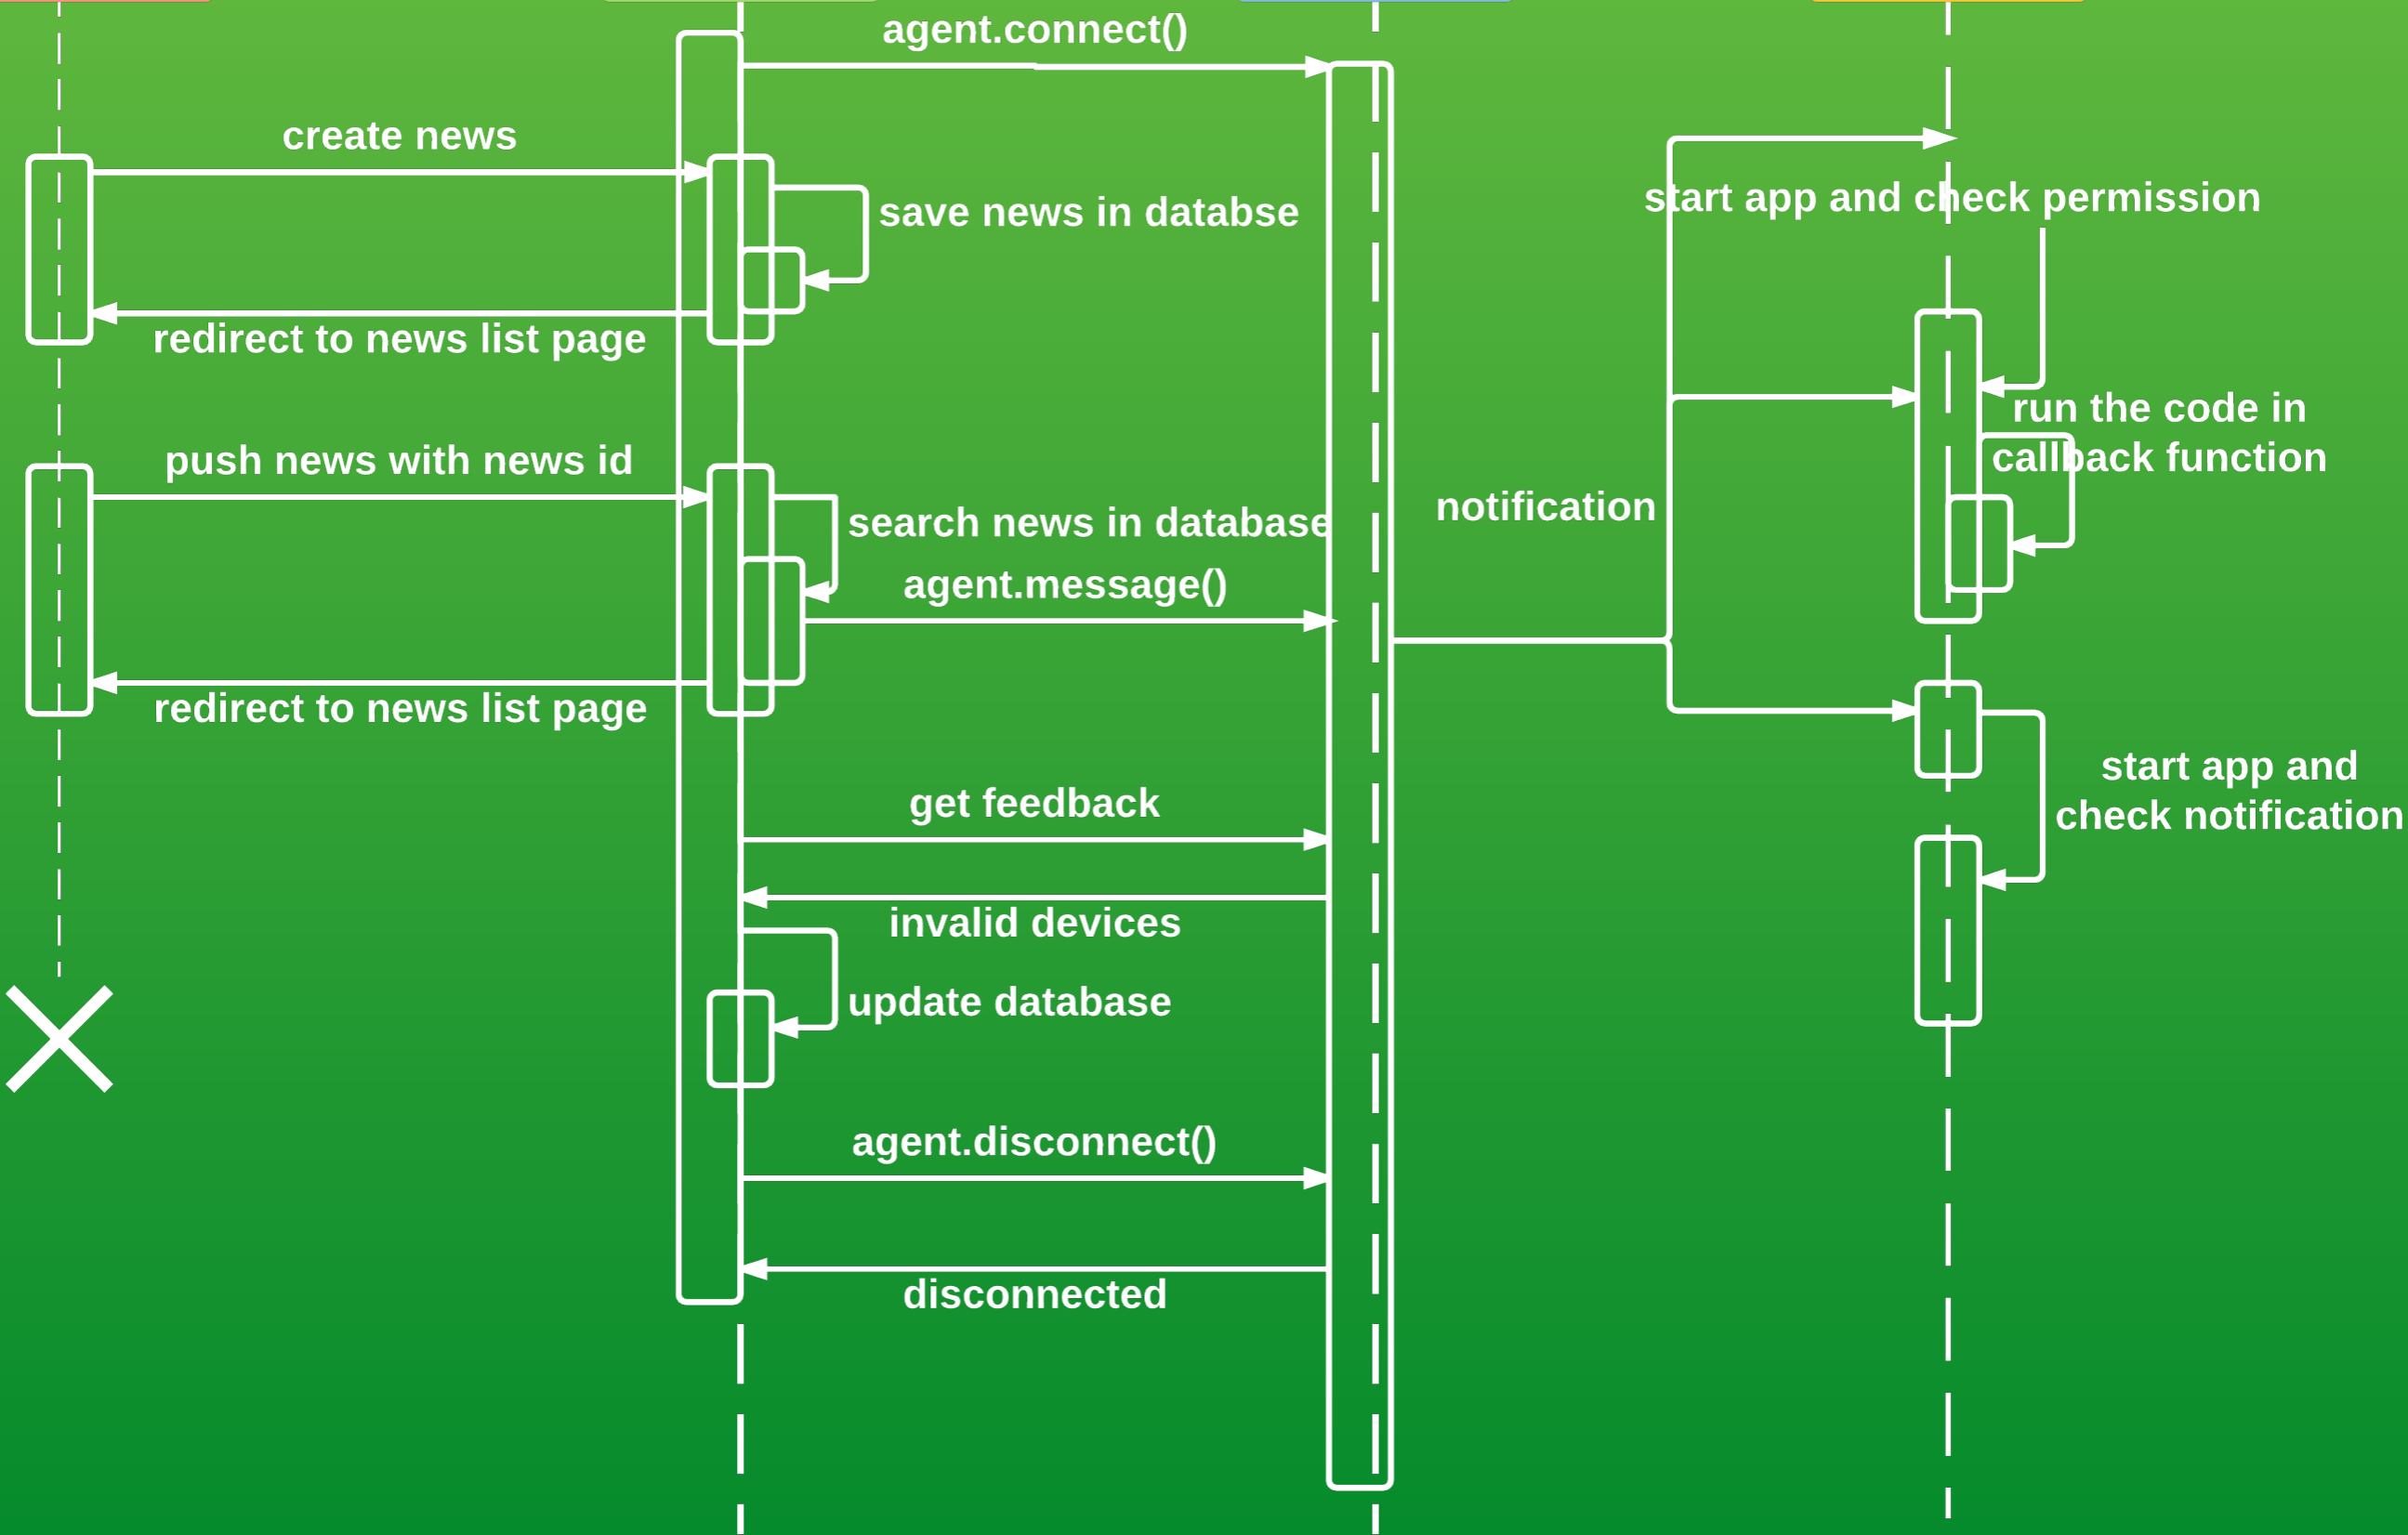 agent.connect()
create news
start app and check permission
save news in databse
redirect to news list page
run the code in
callback function
push news with news id
notification
search news in database
agent.message()
redirect to news list page
start app and
check notification
get feedback
invalid devices
update database
agent.disconnect()
disconnected